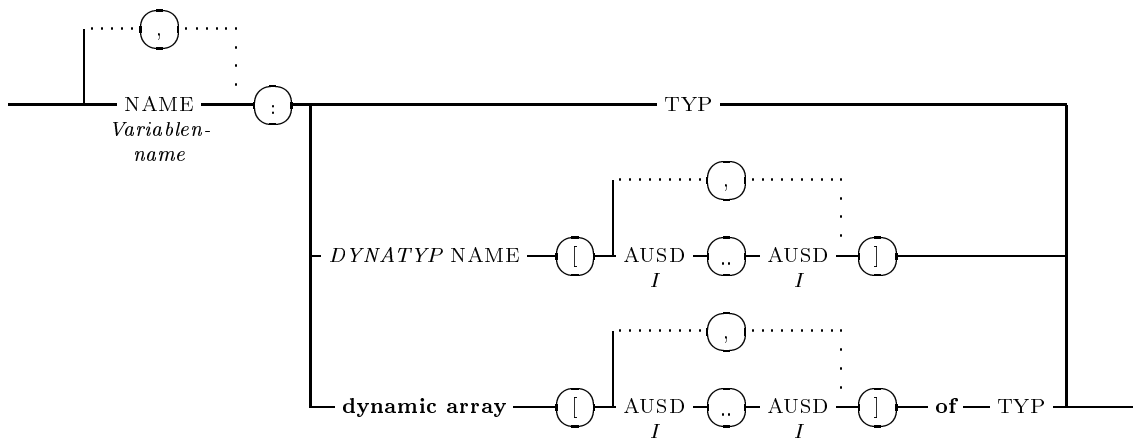 ,
NAME : TYP
Variablen-
name
,
DYNATYP NAME [ AUSD .. AUSD ]
I I
,
dynamic array [ AUSD .. AUSD ] of TYP
I I